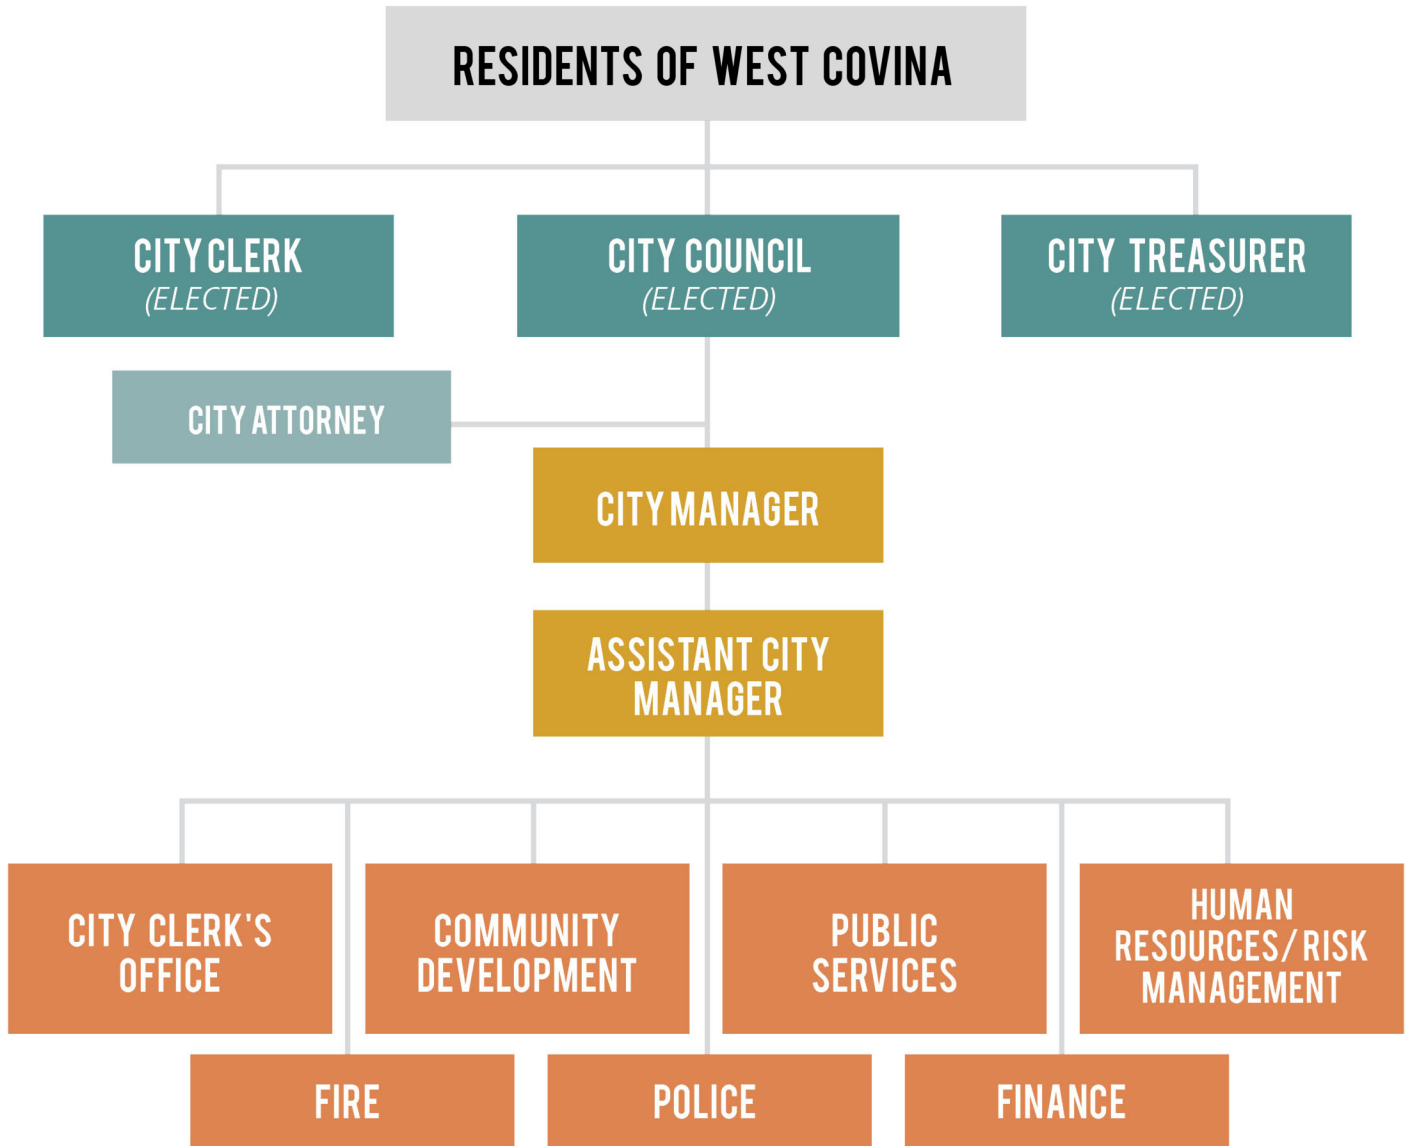 RESIDENTS OF WEST COVINA
CITY CLERK
(ELECTED)
CITY COUNCIL
(ELECTED)
CITY TREASURER
(ELECTED)
CITY ATTORNEY
CITY MANAGER
ASSISTANT CITY
MANAGER
CITY CLERK'S
OFFICE
COMMUNITY
DEVELOPMENT
PUBLIC
SERVICES
HUMAN
RESOURCES/RISK
MANAGEMENT
FIRE
POLICE
FINANCE